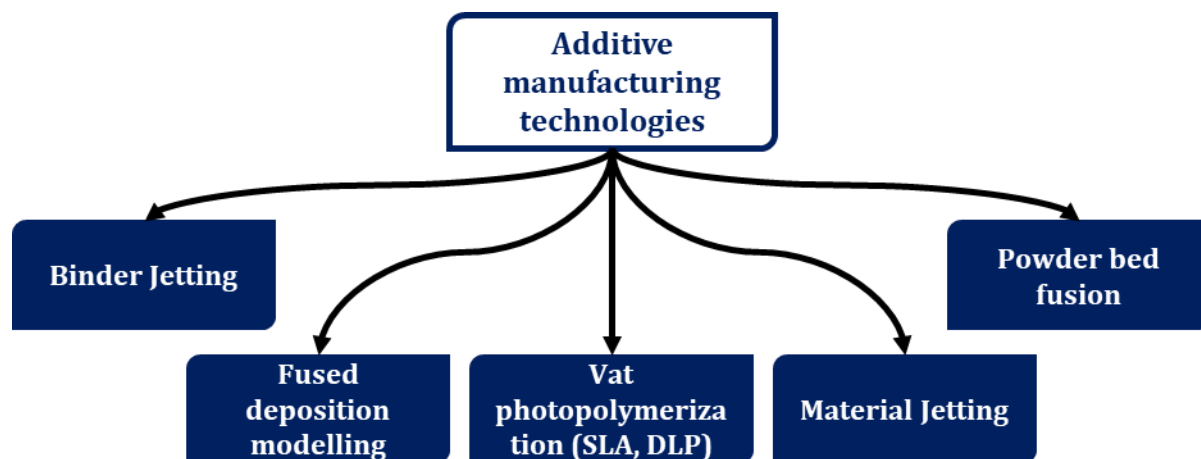 Additive
manufacturing
technologies
Binder Jetting
Powder bed
fusion
Fused
deposition
modelling
Vat
photopolymeriza
tion (SLA, DLP)
Material Jetting